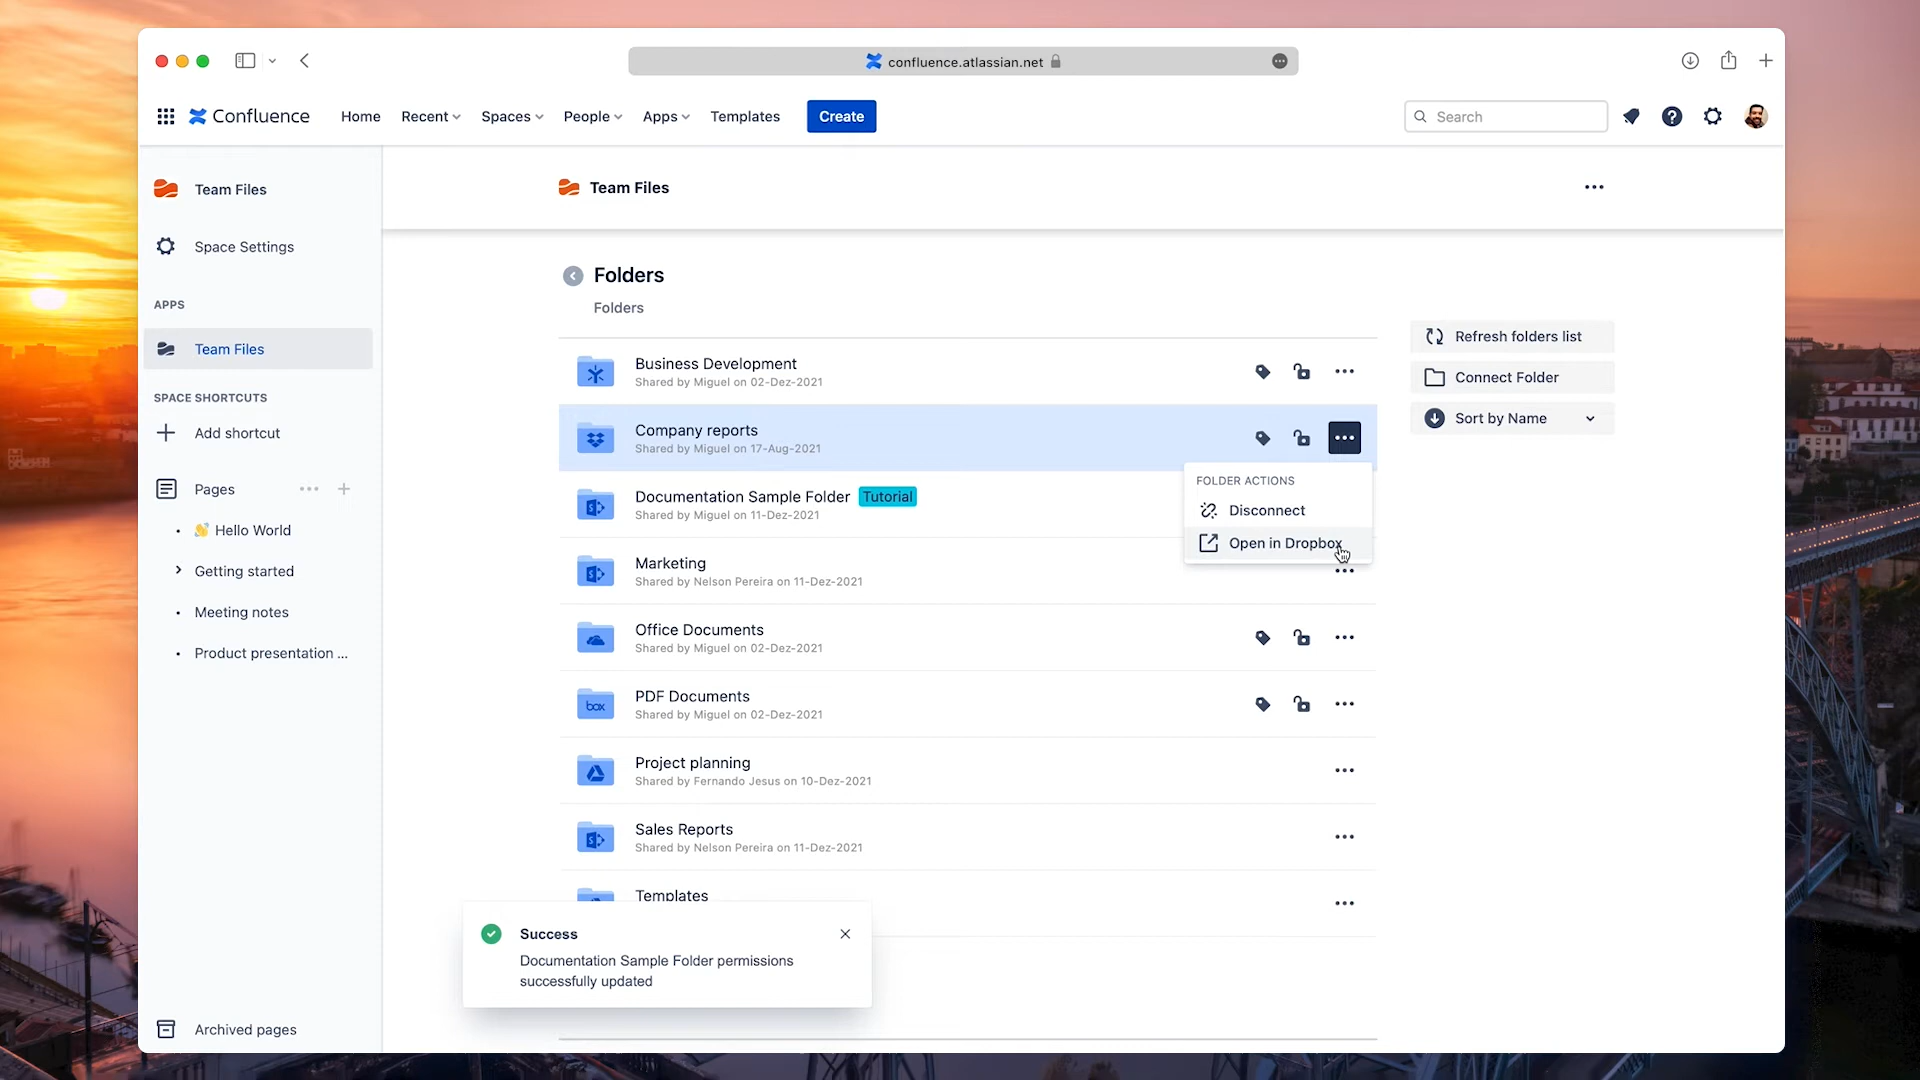 confluence.atlassian.net
Confluence
Home
Recent
Spaces
People
Apps
Templates
Create
Search
Team Files
Space Settings
APPS
Team Files
SPACE SHORTCUTS
Add shortcut
Pages
Hello World
Getting started
Meeting notes
Product presentation ...
Archived pages
Team Files
Folders
Folders
Business Development
Shared by Miguel on 02-Dez-2021
Company reports
Shared by Miguel on 17-Aug-2021
Documentation Sample Folder Tutorial
Shared by Miguel on 11-Dez-2021
Marketing
Shared by Nelson Pereira on 11-Dez-2021
Office Documents
Shared by Miguel on 02-Dez-2021
box
PDF Documents
Shared by Miguel on 02-Dez-2021
Project planning
Shared by Fernando Jesus on 10-Dez-2021
Sales Reports
Shared by Nelson Pereira on 11-Dez-2021
Templates
FOLDER ACTIONS
Disconnect
Open in Dropbox
Refresh folders list
Connect Folder
Sort by Name
Success
Documentation Sample Folder permissions
successfully updated